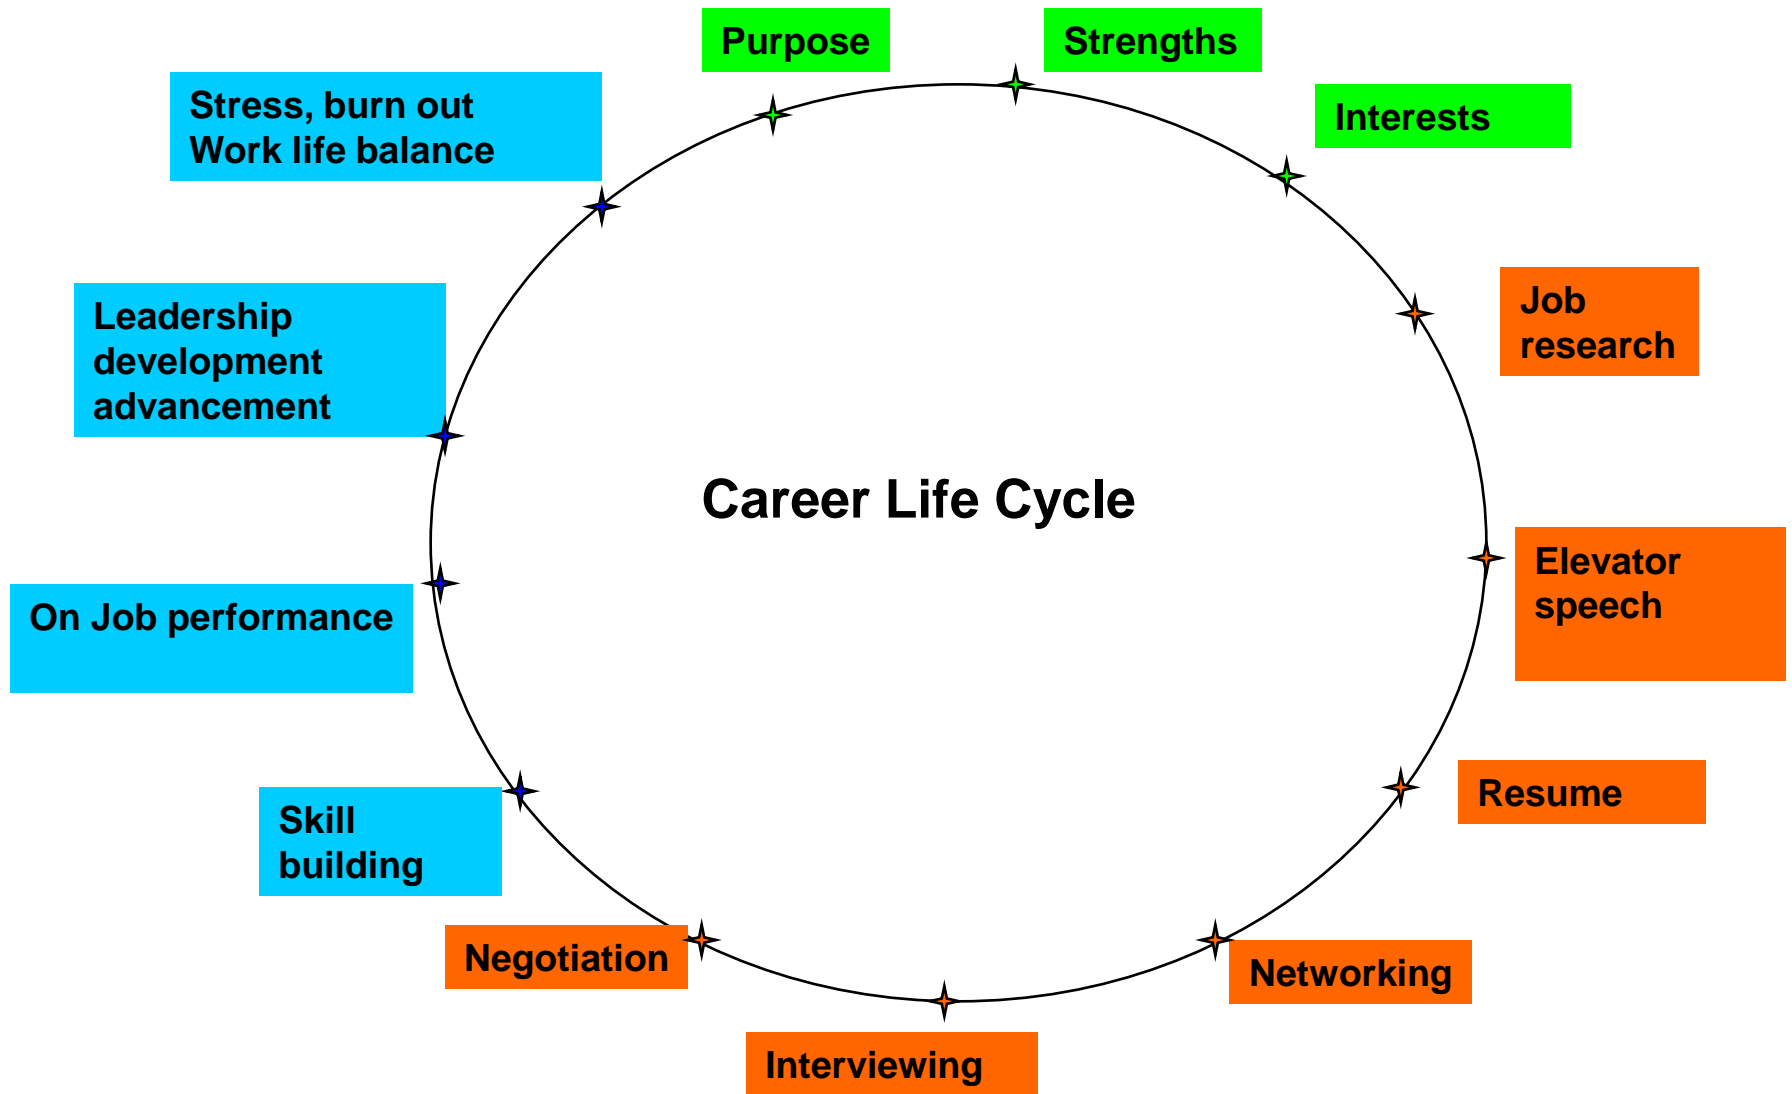 Purpose
Strengths
Interests
Job
research
Elevator
speech
Resume
Networking
Interviewing
Negotiation
Skill
building
On Job performance
Leadership
development
advancement
Stress, burn out
Work life balance
Career Life Cycle